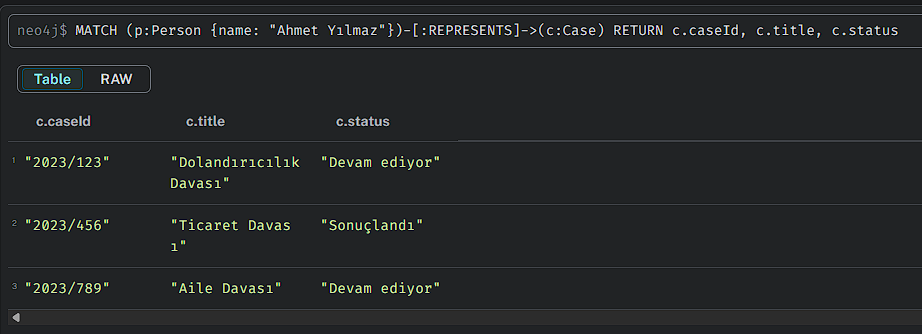 neo4j$ MATCH (p:Person {name: "Ahmet Yılmaz"})-[:REPRESENTS]->(c:Case) RETURN c.caseId, c.title, c.status
Table RAW
c.caseId c.title c.status
1 "2023/123" "Dolandırıcılık "Devam ediyor"
Davası"
2 "2023/456" "Ticaret Davas "Sonuçlandı"
ı"
3 "2023/789" "Aile Davası" "Devam ediyor"